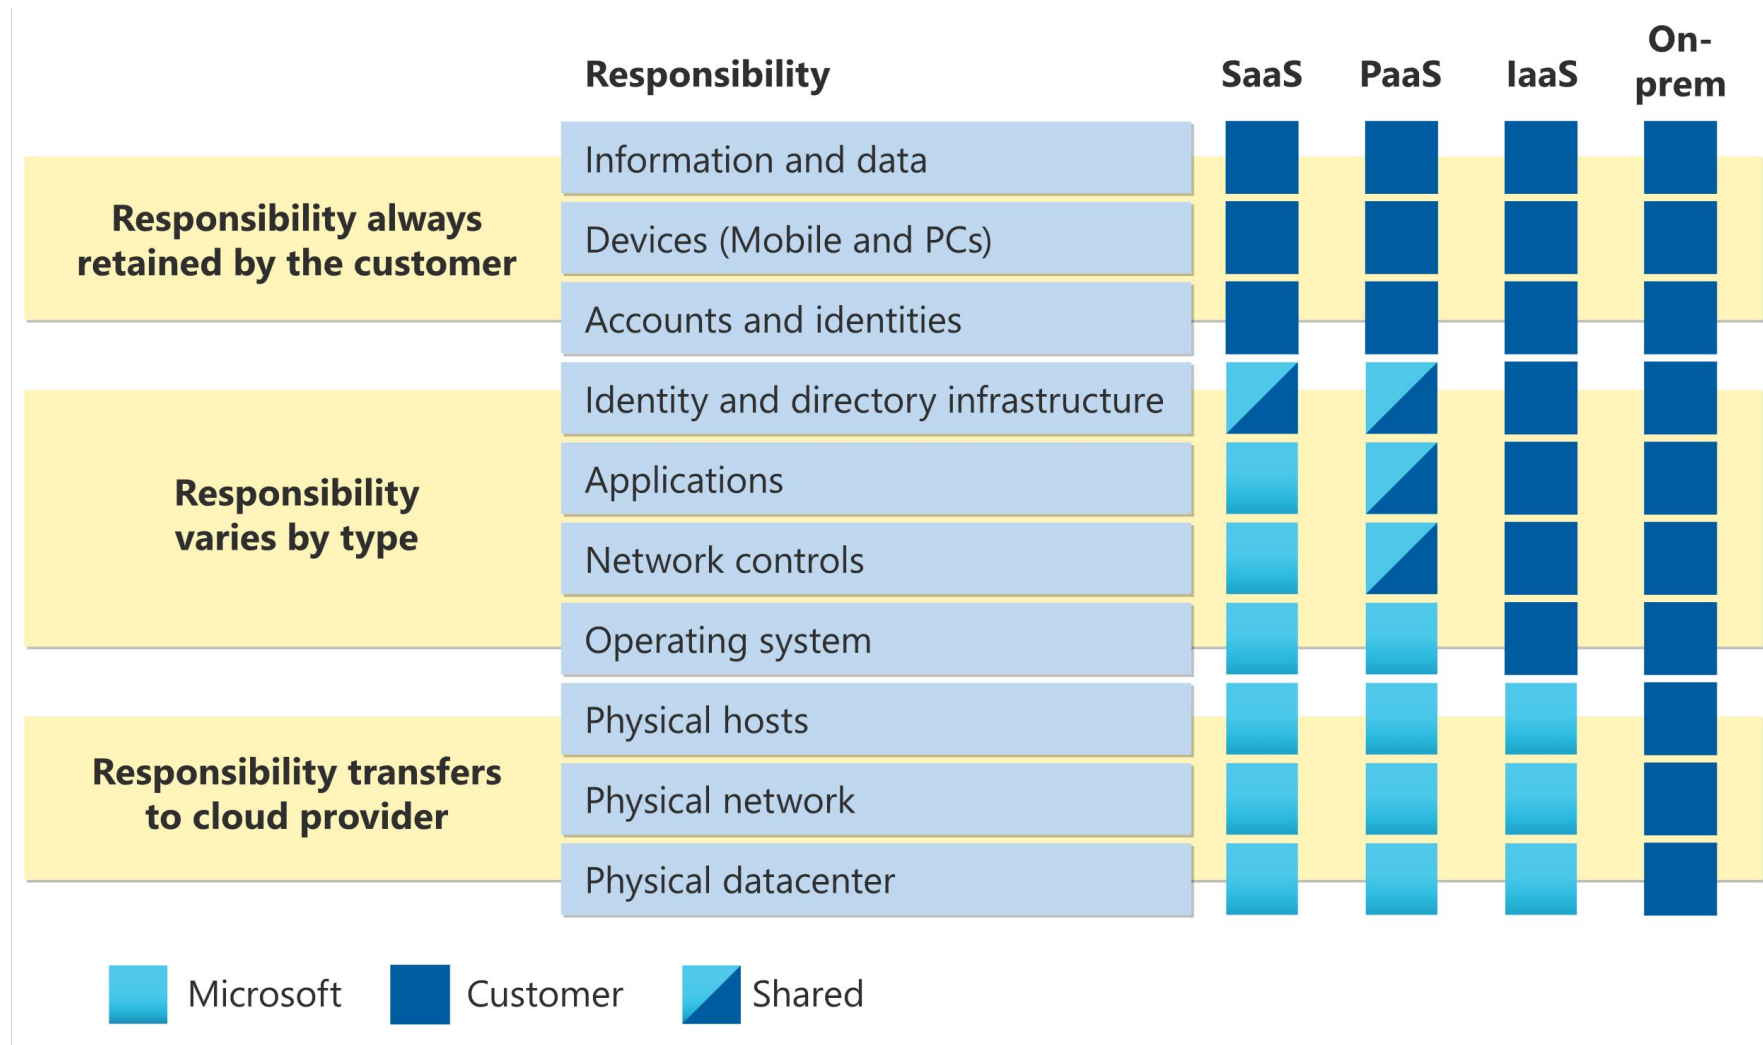 Responsibility
SaaS
PaaS
IaaS
On-
prem
Responsibility always
retained by the customer
Information and data
Devices (Mobile and PCs)
Accounts and identities
Responsibility
varies by type
Identity and directory infrastructure
Applications
Network controls
Operating system
Responsibility transfers
to cloud provider
Physical hosts
Physical network
Physical datacenter
Microsoft
Customer
Shared